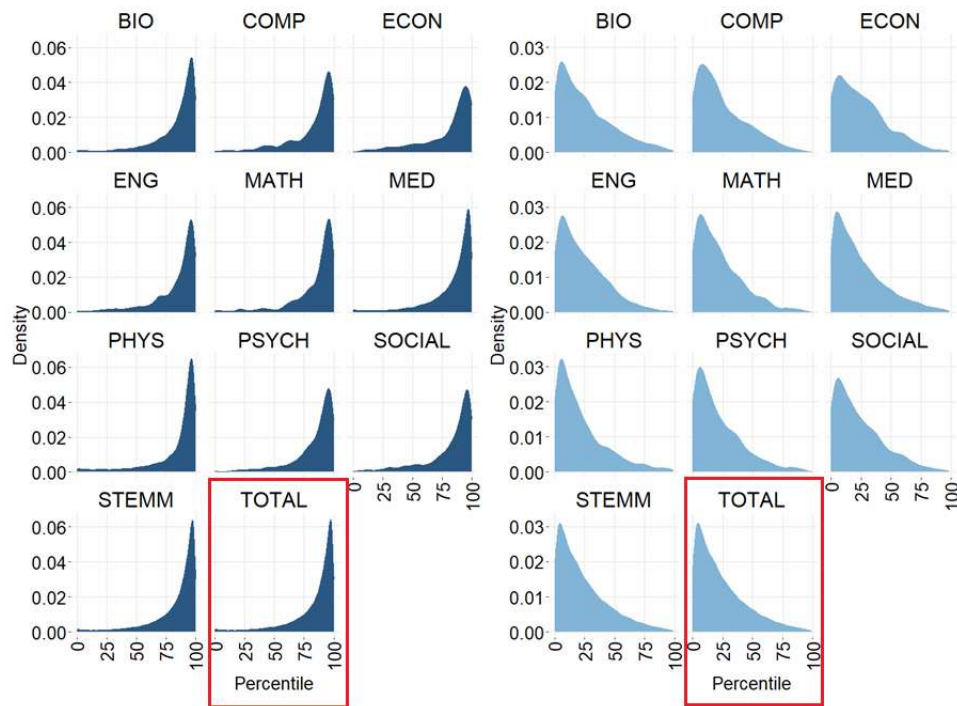 BIO COMP ECON BIO COMP ECON
0.06 0.03
0.04 0.02
0.02 0.01
0.00 0.00
ENG MATH MED ENG MATH MED
0.06 0.03
0.04 0.02
0.02 0.01
0.00 0.00
Density Density
PHYS PSYCH SOCIAL PHYS PSYCH SOCIAL
0.06 0.03
0.04 0.02
0.02 0.01
0.00 0.00
0 25 50 75 100 0 25 50 75 100
STEMM TOTAL STEMM TOTAL
0.06 0.03
0.04 0.02
0.02 0.01
0.00 0.00
0 25 50 75 100 0 25 50 75 100 0 25 50 75 100 0 25 50 75 100
Percentile Percentile